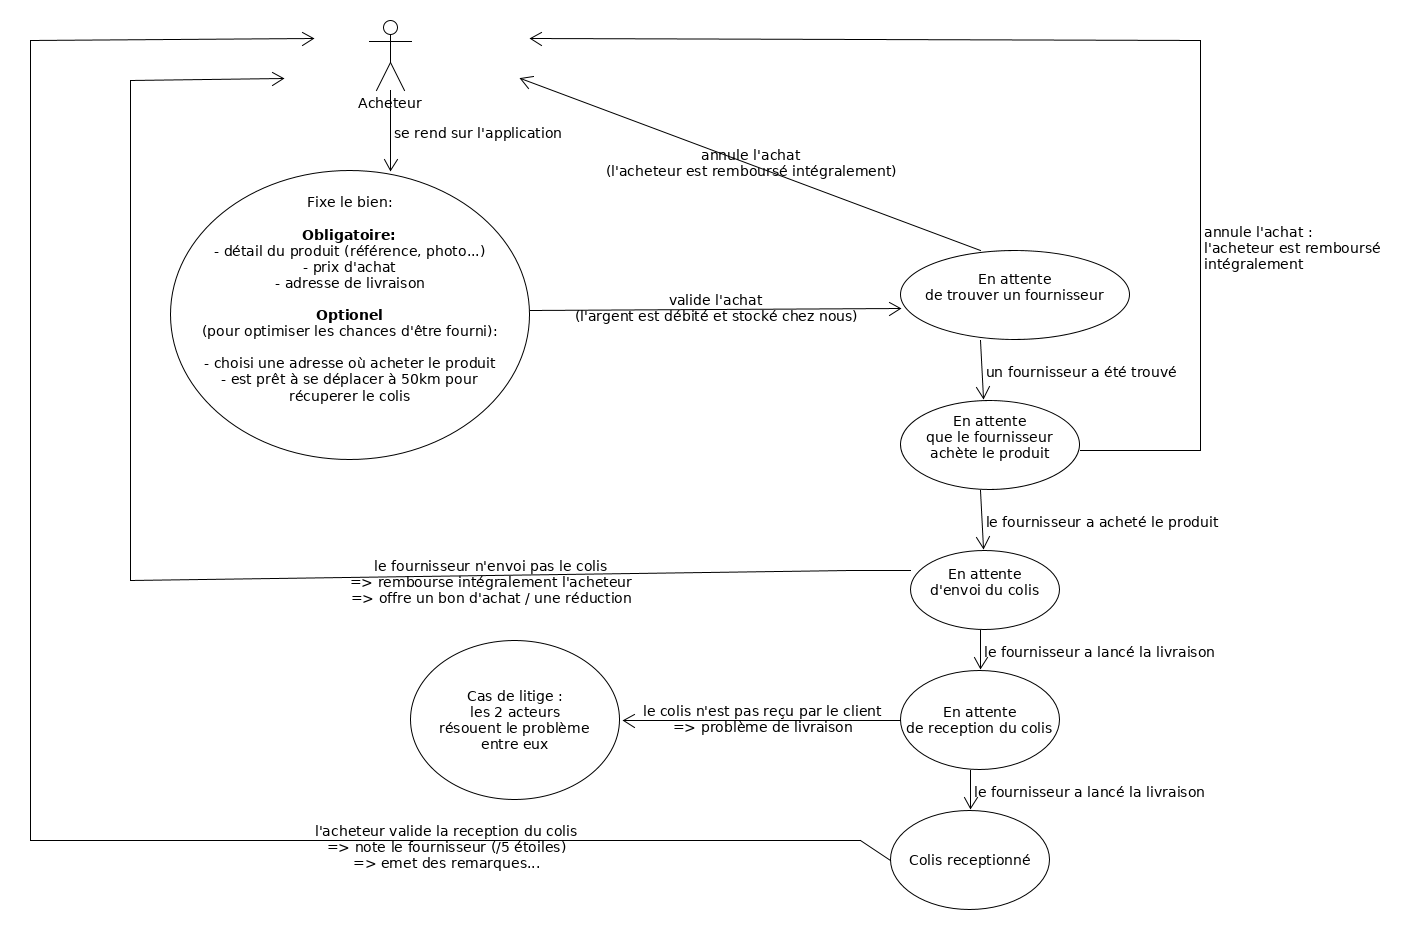 Acheteur
se rend sur l'application
annule l'achat
(l'acheteur est remboursé intégralement)
Fixe le bien:
Obligatoire:
- détail du produit (référence, photo...)
- prix d'achat
- adresse de livraison
Optionel
(pour optimiser les chances d'être fourni):
- choisi une adresse où acheter le produit
- est prêt à se déplacer à 50km pour
récuperer le colis
annule l'achat :
l'acheteur est remboursé
intégralement
En attente
de trouver un fournisseur
valide l'achat
(l'argent est débité et stocké chez nous)
un fournisseur a été trouvé
En attente
que le fournisseur
achète le produit
le fournisseur a acheté le produit
le fournisseur n'envoi pas le colis
=> rembourse intégralement l'acheteur
=> offre un bon d'achat / une réduction
En attente
d'envoi du colis
le fournisseur a lancé la livraison
Cas de litige :
les 2 acteurs
résouent le problème
entre eux
le colis n'est pas reçu par le client
=> problème de livraison
En attente
de reception du colis
le fournisseur a lancé la livraison
l'acheteur valide la reception du colis
=> note le fournisseur (/5 étoiles)
=> emet des remarques...
Colis receptionné